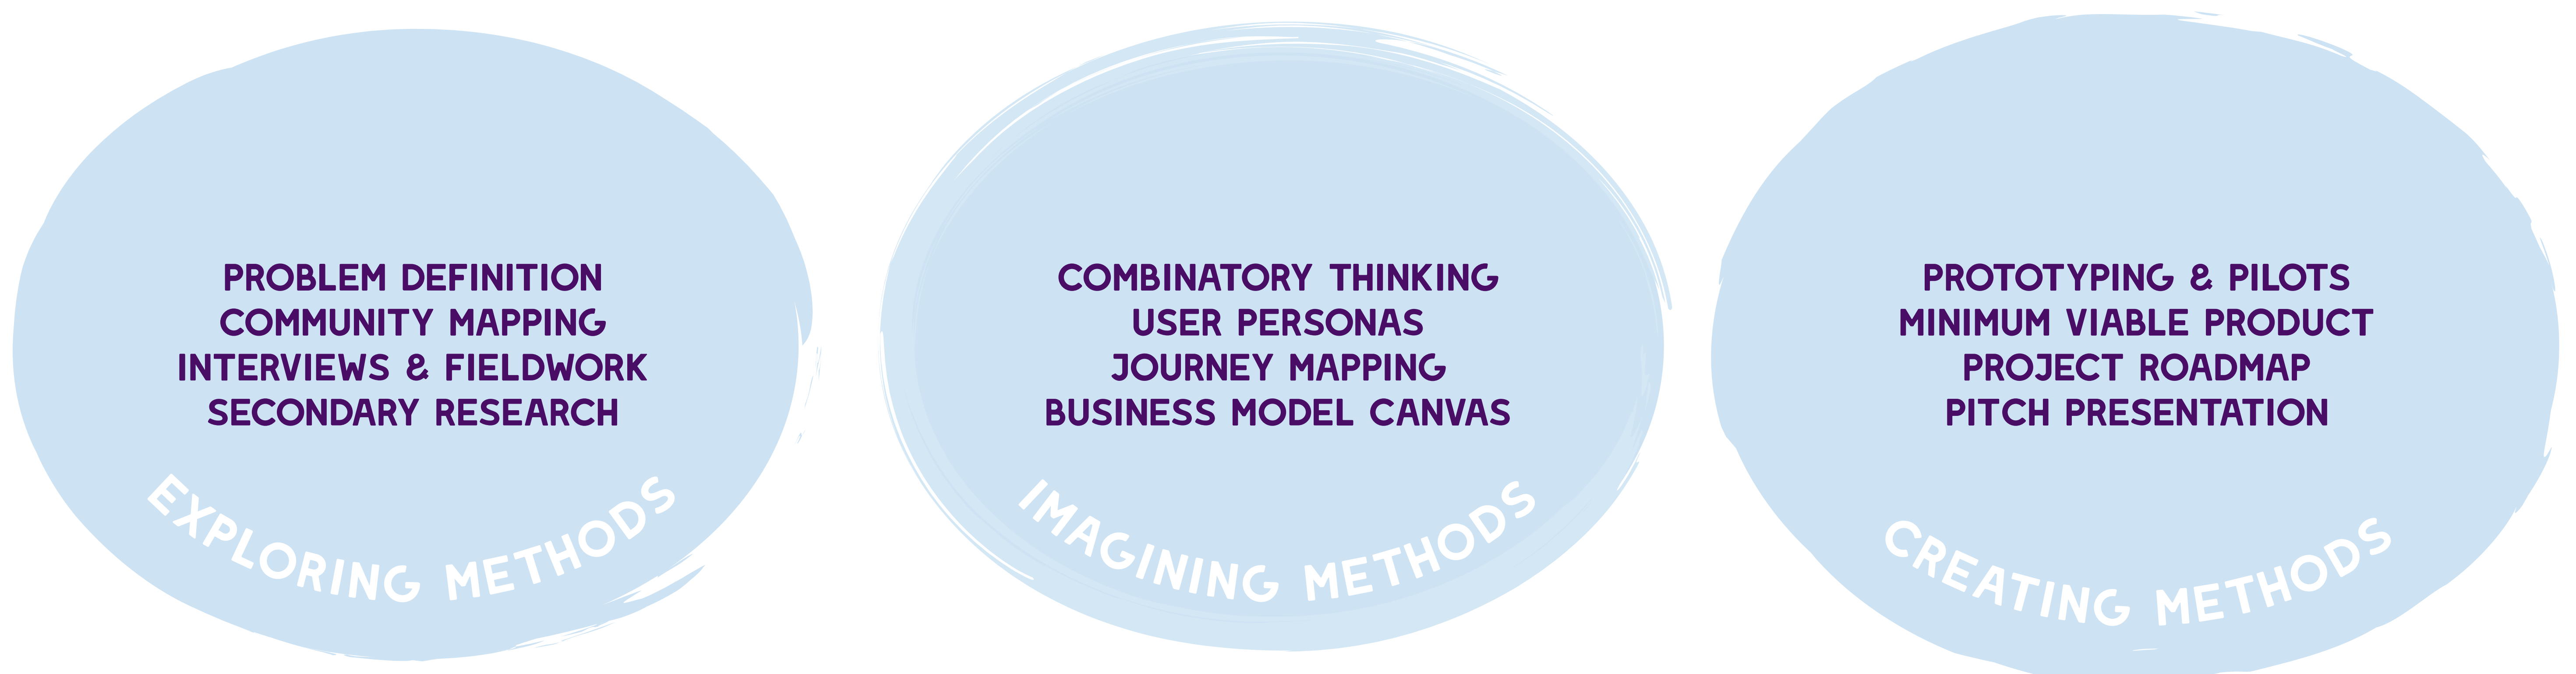 PROBLEM DEFINITION
COMMUNITY MAPPING
INTERVIEWS & FIELDWORK
SECONDARY RESEARCH
EXPLORING METHODS
COMBINATORY THINKING
USER PERSONAS
JOURNEY MAPPING
BUSINESS MODEL CANVAS
IMAGINING METHODS
PROTOTYPING & PILOTS
MINIMUM VIABLE PRODUCT
PROJECT ROADMAP
PITCH PRESENTATION
CREATING METHODS